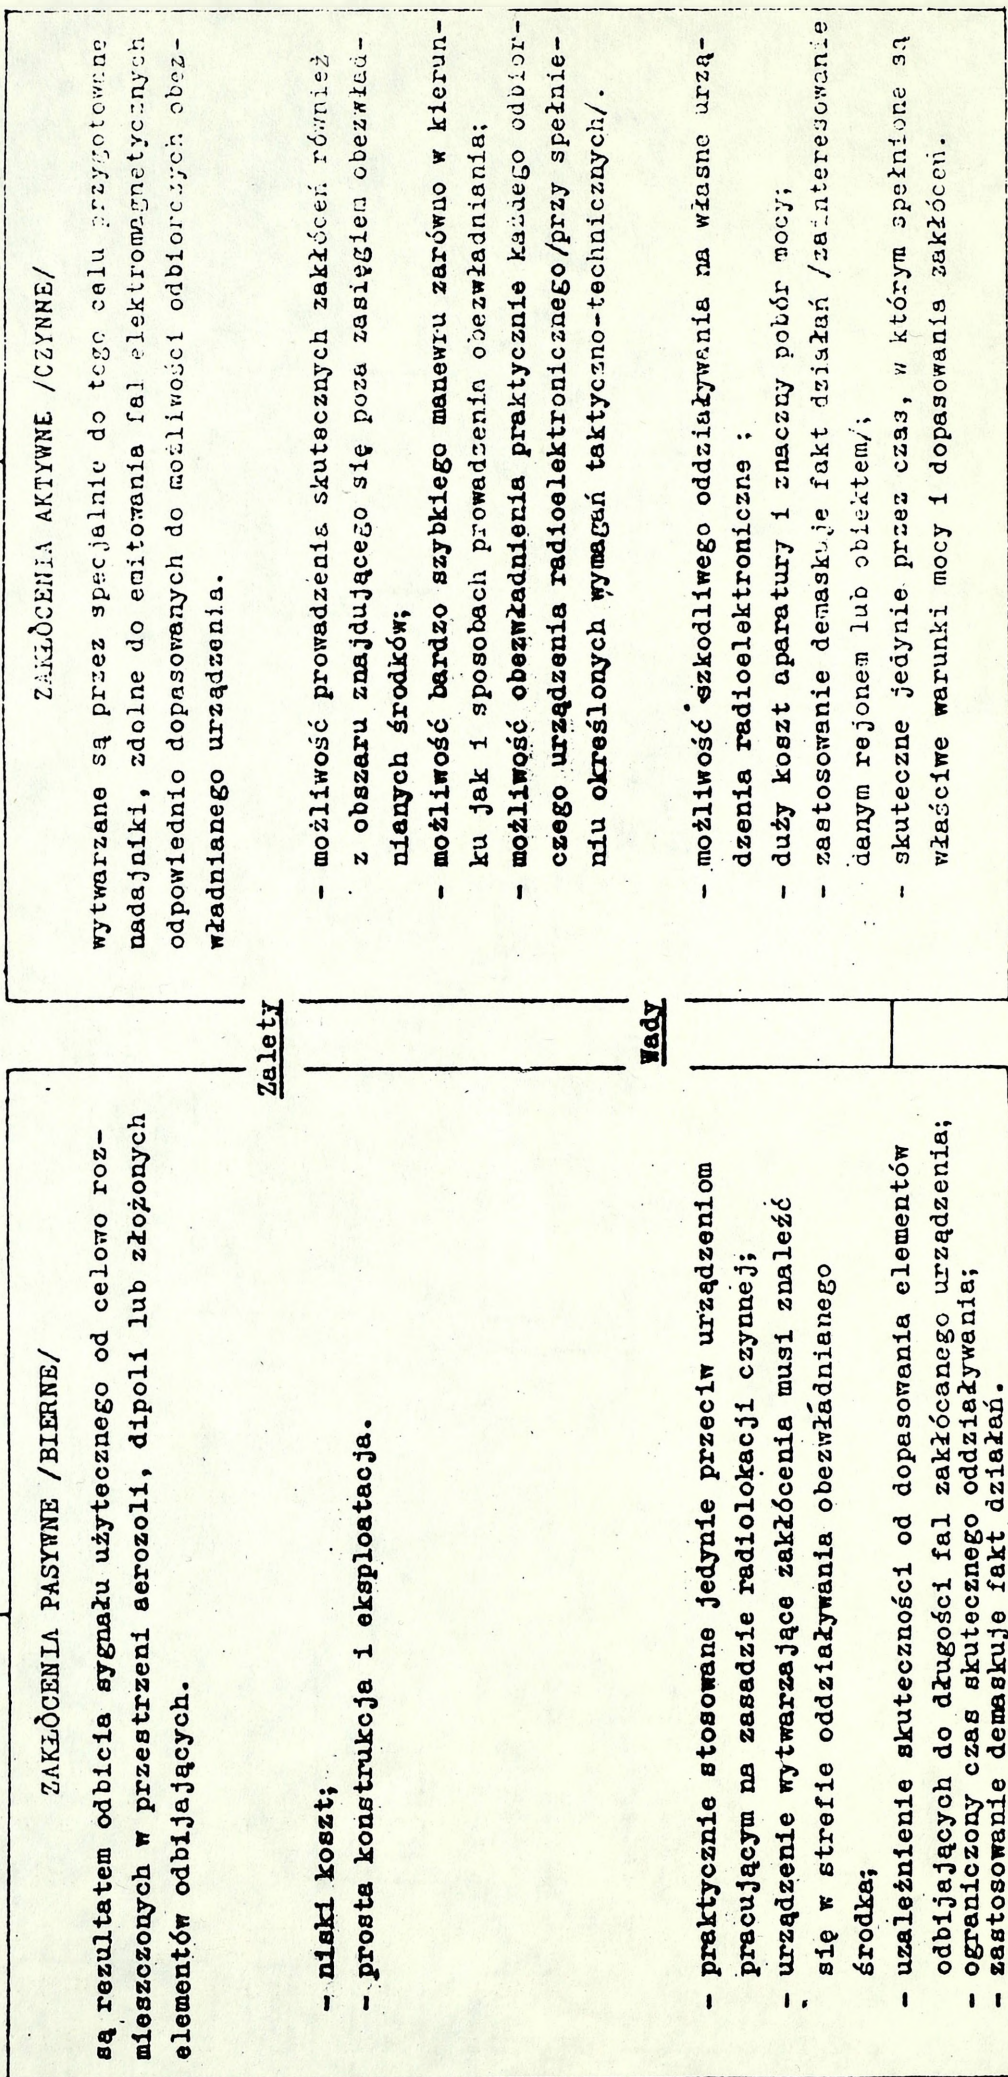 ZAKŁÓCENIA PASYWNE /BIERNE/
są rezultatem odbicia sygnału użytecznego od celowo roz-
mieszczonych w przestrzeni aerozoli, dipoli lub złożonych
elementów odbijających.
ZAKŁÓCENIA AKTYWNE /CZYNNE/
wytwarzane są przez specjalnie do tego celu przygotowane
nadajniki, zdolne do emitowania fal elektromagnetycznych
odpowiednio dopasowanych do możliwości odbiorczych obez-
władnianego urządzenia.
Zalety
- niski koszt;
- prosta konstrukcja i eksploatacja.
- możliwość prowadzenia skutecznych zakłóceń również
z obszaru znajdującego się poza zasięgiem obezwład-
nianych środków;
- możliwość bardzo szybkiego manewru zarówno w kierun-
ku jak i sposobach prowadzenia obezwładniania;
- możliwość obezwładnienia praktycznie każdego odbior-
czego urządzenia radioelektronicznego/przy spełnie-
niu określonych wymagań taktyczno-technicznych/.
Wady
- praktycznie stosowane jedynie przeciw urządzeniom
pracującym na zasadzie radiolokacji czynnej;
- urządzenie wytwarzające zakłócenia musi znaleźć
się w strefie oddziaływania obezwładnianego
środka;
- uzależnienie skuteczności od dopasowania elementów
odbijających do długości fal zakłócanego urządzenia;
- ograniczony czas skutecznego oddziaływania;
- zastosowanie demaskuje fakt działań.
- możliwość szkodliwego oddziaływania na własne urzą-
dzenia radioelektroniczne ;
- duży koszt aparatury i znaczny pobór mocy;
- zastosowanie demaskuje fakt działań /zainteresowanie
danym rejonem lub obiektem/;
- skuteczne jedynie przez czas, w którym spełnione są
właściwe warunki mocy i dopasowania zakłóceń.